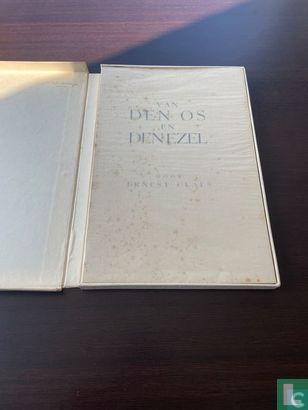 VAN
DEN OS
EN
DEN EZEL
DOOR
ERNEST CLAES